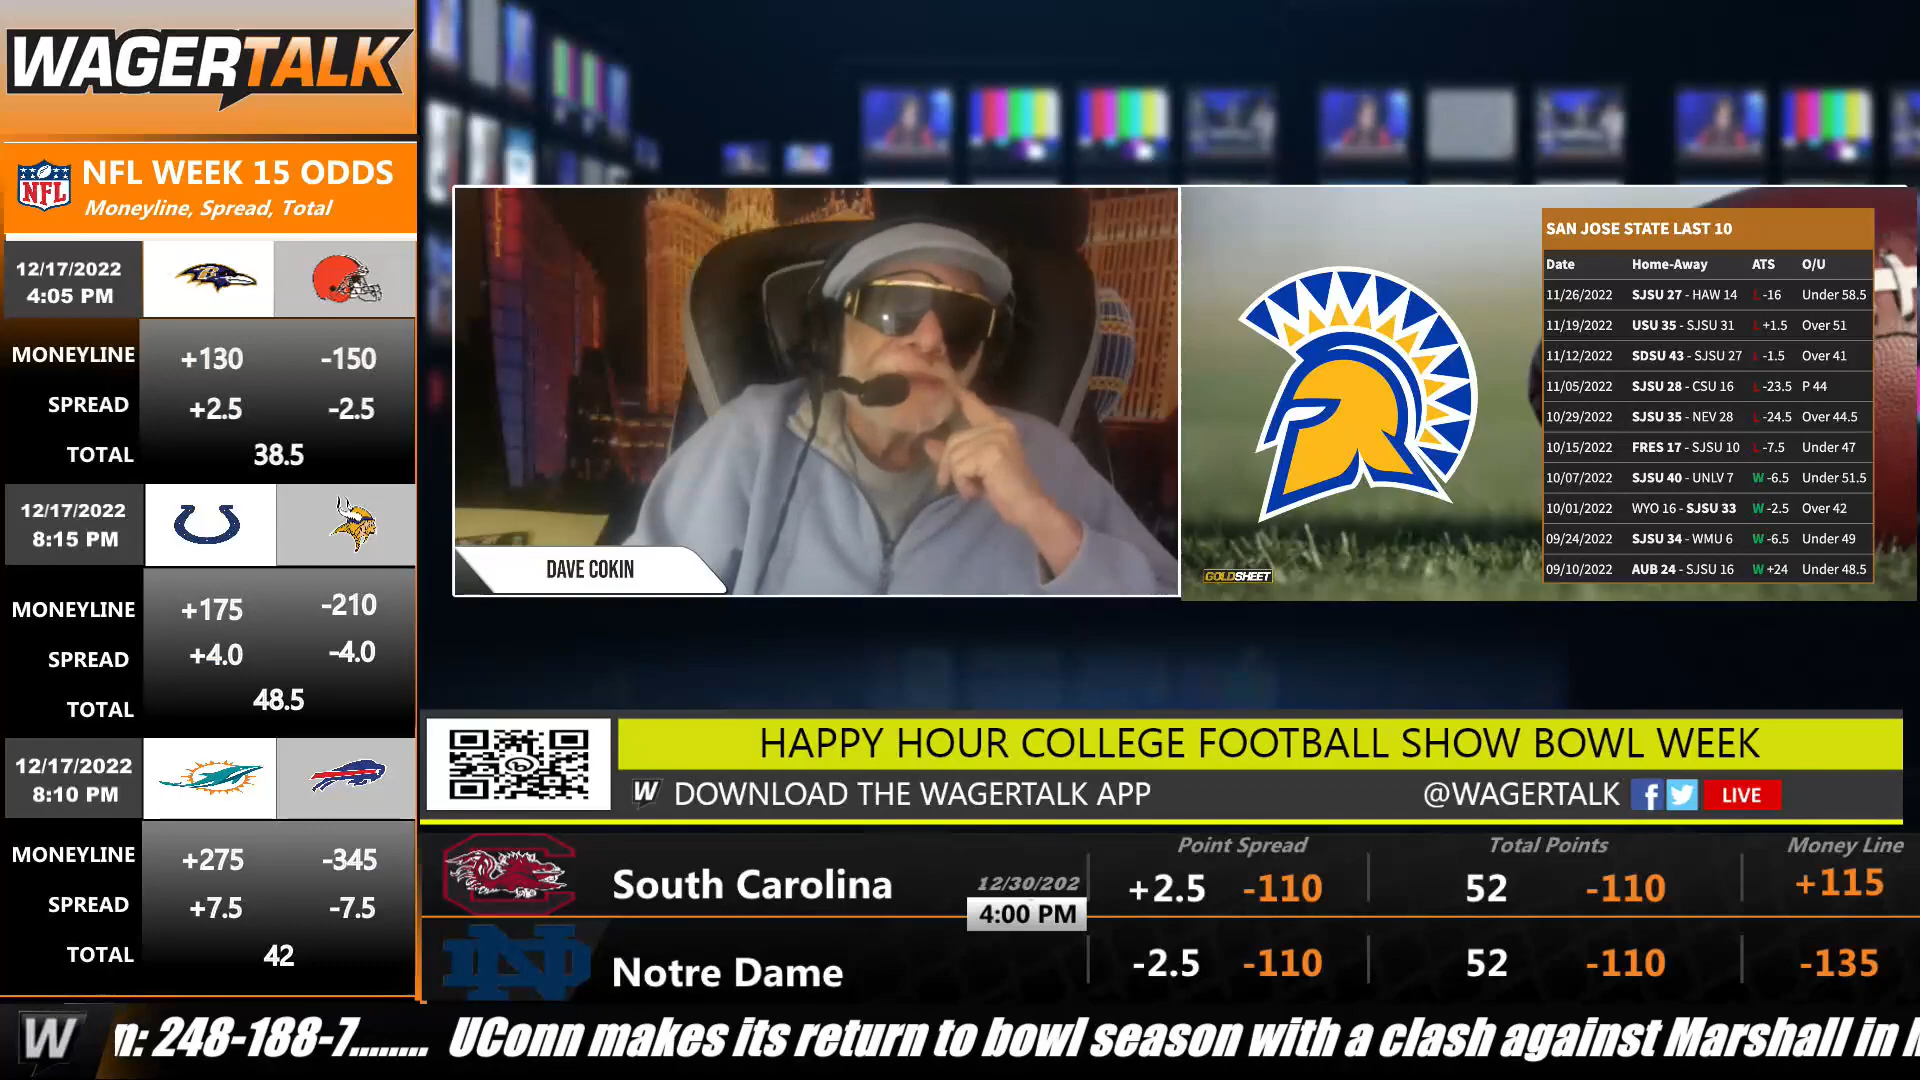 WAGERTALK
NFL
NFL WEEK 15 ODDS
Moneyline, Spread, Total
12/17/2022
4:05 PM
MONEYLINE +130 -150
SPREAD +2.5 -2.5
TOTAL 38.5
12/17/2022
8:15 PM
MONEYLINE +175 -210
SPREAD +4.0 -4.0
TOTAL 48.5
12/17/2022
8:10 PM
MONEYLINE +275 -345
SPREAD +7.5 -7.5
TOTAL 42
DAVE COKIN
GOLDSHEET
SAN JOSE STATE LAST 10
Date Home-Away ATS O/U
11/26/2022 SJSU 27 - HAW 14 L -16 Under 58.5
11/19/2022 USU 35 - SJSU 31 L +1.5 Over 51
11/12/2022 SDSU 43 - SJSU 27 L -1.5 Over 41
11/05/2022 SJSU 28 - CSU 16 L -23.5 P 44
10/29/2022 SJSU 35 - NEV 28 L -24.5 Over 44.5
10/15/2022 FRES 17 - SJSU 10 L -7.5 Under 47
10/07/2022 SJSU 40 - UNLV 7 W -6.5 Under 51.5
10/01/2022 WYO 16 - SJSU 33 W -2.5 Over 42
09/24/2022 SJSU 34 - WMU 6 W -6.5 Under 49
09/10/2022 AUB 24 - SJSU 16 W +24 Under 48.5
HAPPY HOUR COLLEGE FOOTBALL SHOW BOWL WEEK
W DOWNLOAD THE WAGERTALK APP @WAGERTALK f LIVE
Point Spread Total Points Money Line
South Carolina 12/30/202 +2.5 -110 52 -110 +115
4:00 PM
ND Notre Dame -2.5 -110 52 -110 -135
W n: 248-188-7........ UConn makes its return to bowl season with a clash against Marshall in